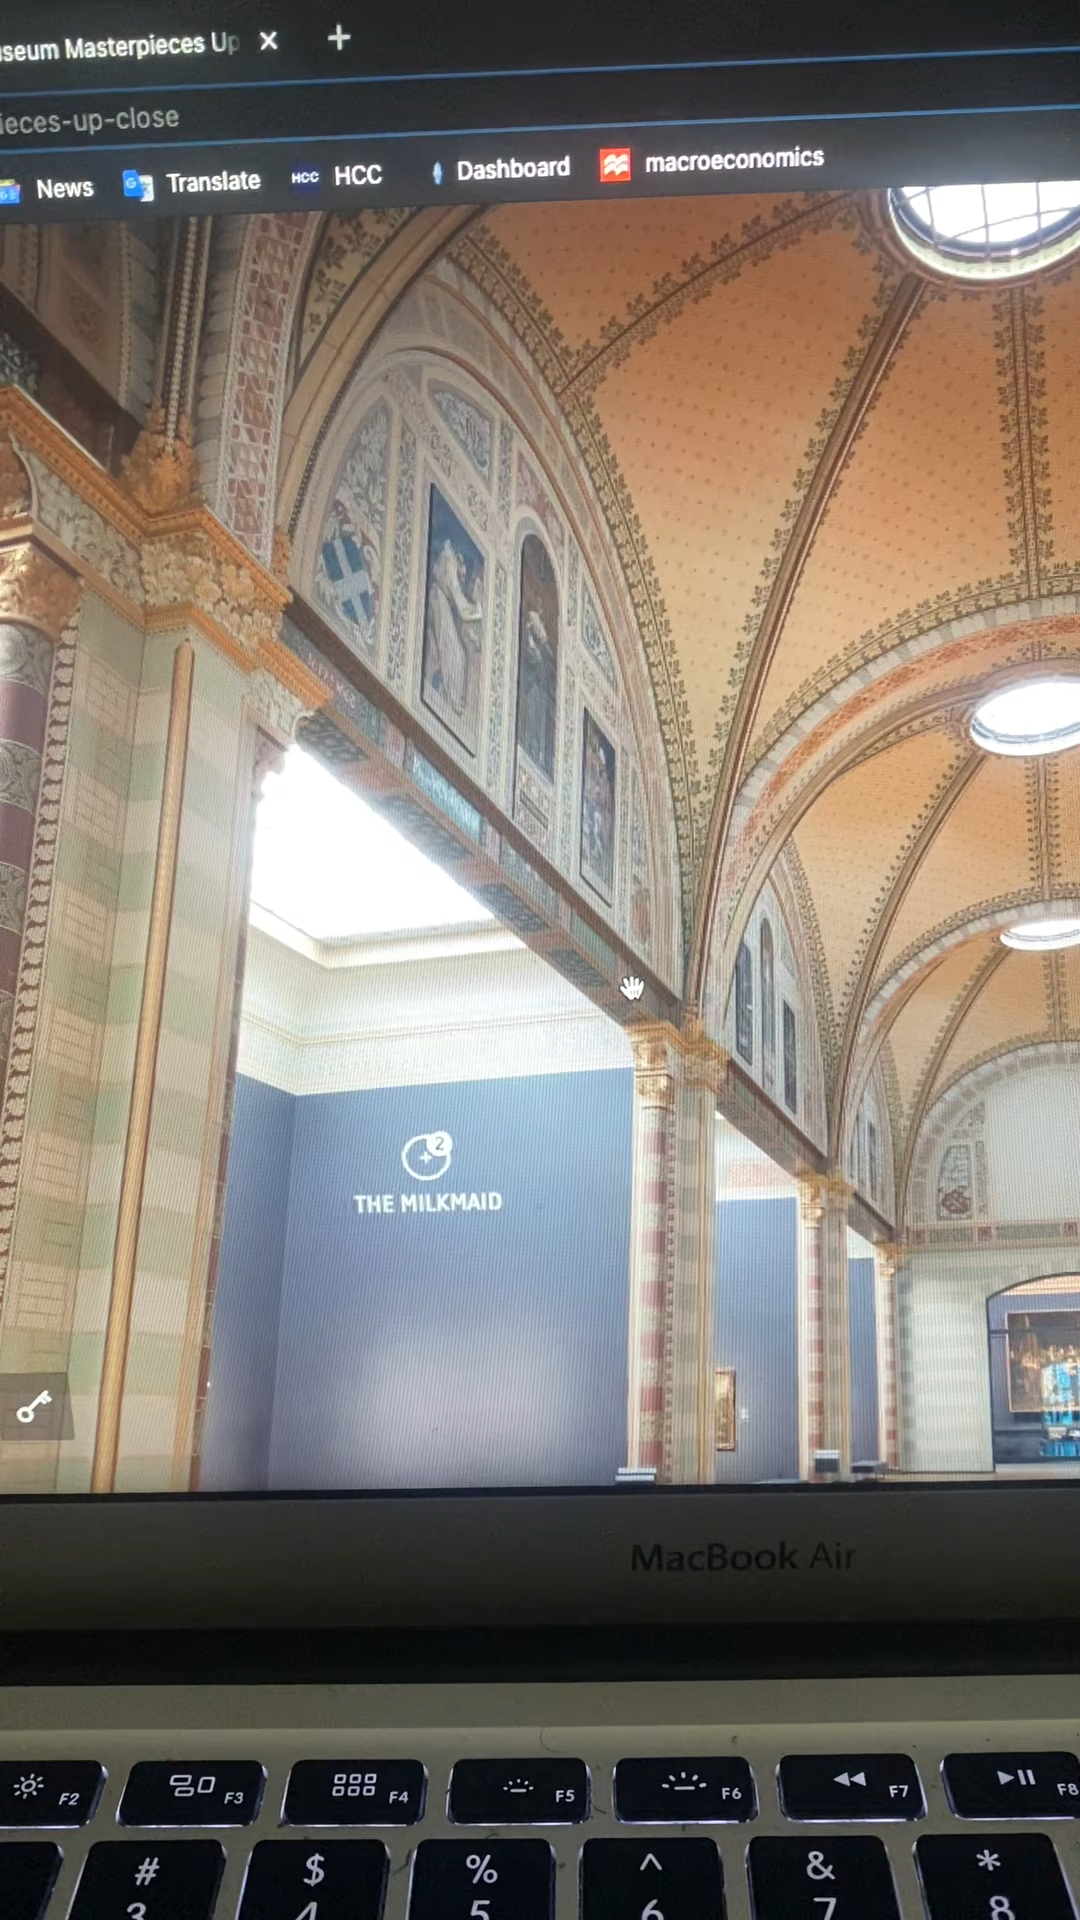 useum Masterpieces Up
ieces-up-close
News Translate HCC HCC Dashboard macroeconomics
2
THE MILKMAID
MacBook Air
F2 F3 F4 F5 F6 F7 F8
# $ % ^ & *
3 4 5 6 7 8